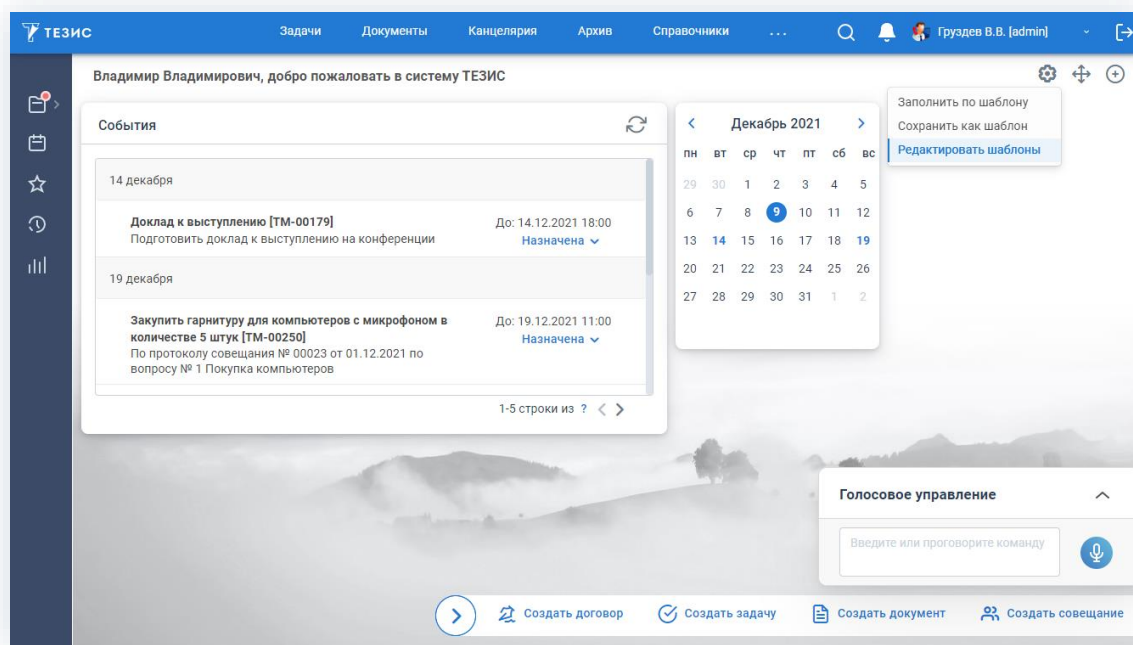 ТЕЗИС
Задачи Документы Канцелярия Архив Справочники ... Груздев В.В. [admin]
Владимир Владимирович, добро пожаловать в систему ТЕЗИС
Заполнить по шаблону
Сохранить как шаблон
Редактировать шаблоны
События
14 декабря
Доклад к выступлению [ТМ-00179]
Подготовить доклад к выступлению на конференции
До: 14.12.2021 18:00
Назначена
19 декабря
Закупить гарнитуру для компьютеров с микрофоном в
количестве 5 штук [ТМ-00250]
По протоколу совещания № 00023 от 01.12.2021 по
вопросу № 1 Покупка компьютеров
До: 19.12.2021 11:00
Назначена
1-5 строки из ?
Декабрь 2021
пн вт ср чт пт сб вс
29 30 1 2 3 4 5
6 7 8 9 10 11 12
13 14 15 16 17 18 19
20 21 22 23 24 25 26
27 28 29 30 31 1 2
Голосовое управление
Введите или проговорите команду
Создать договор Создать задачу Создать документ Создать совещание